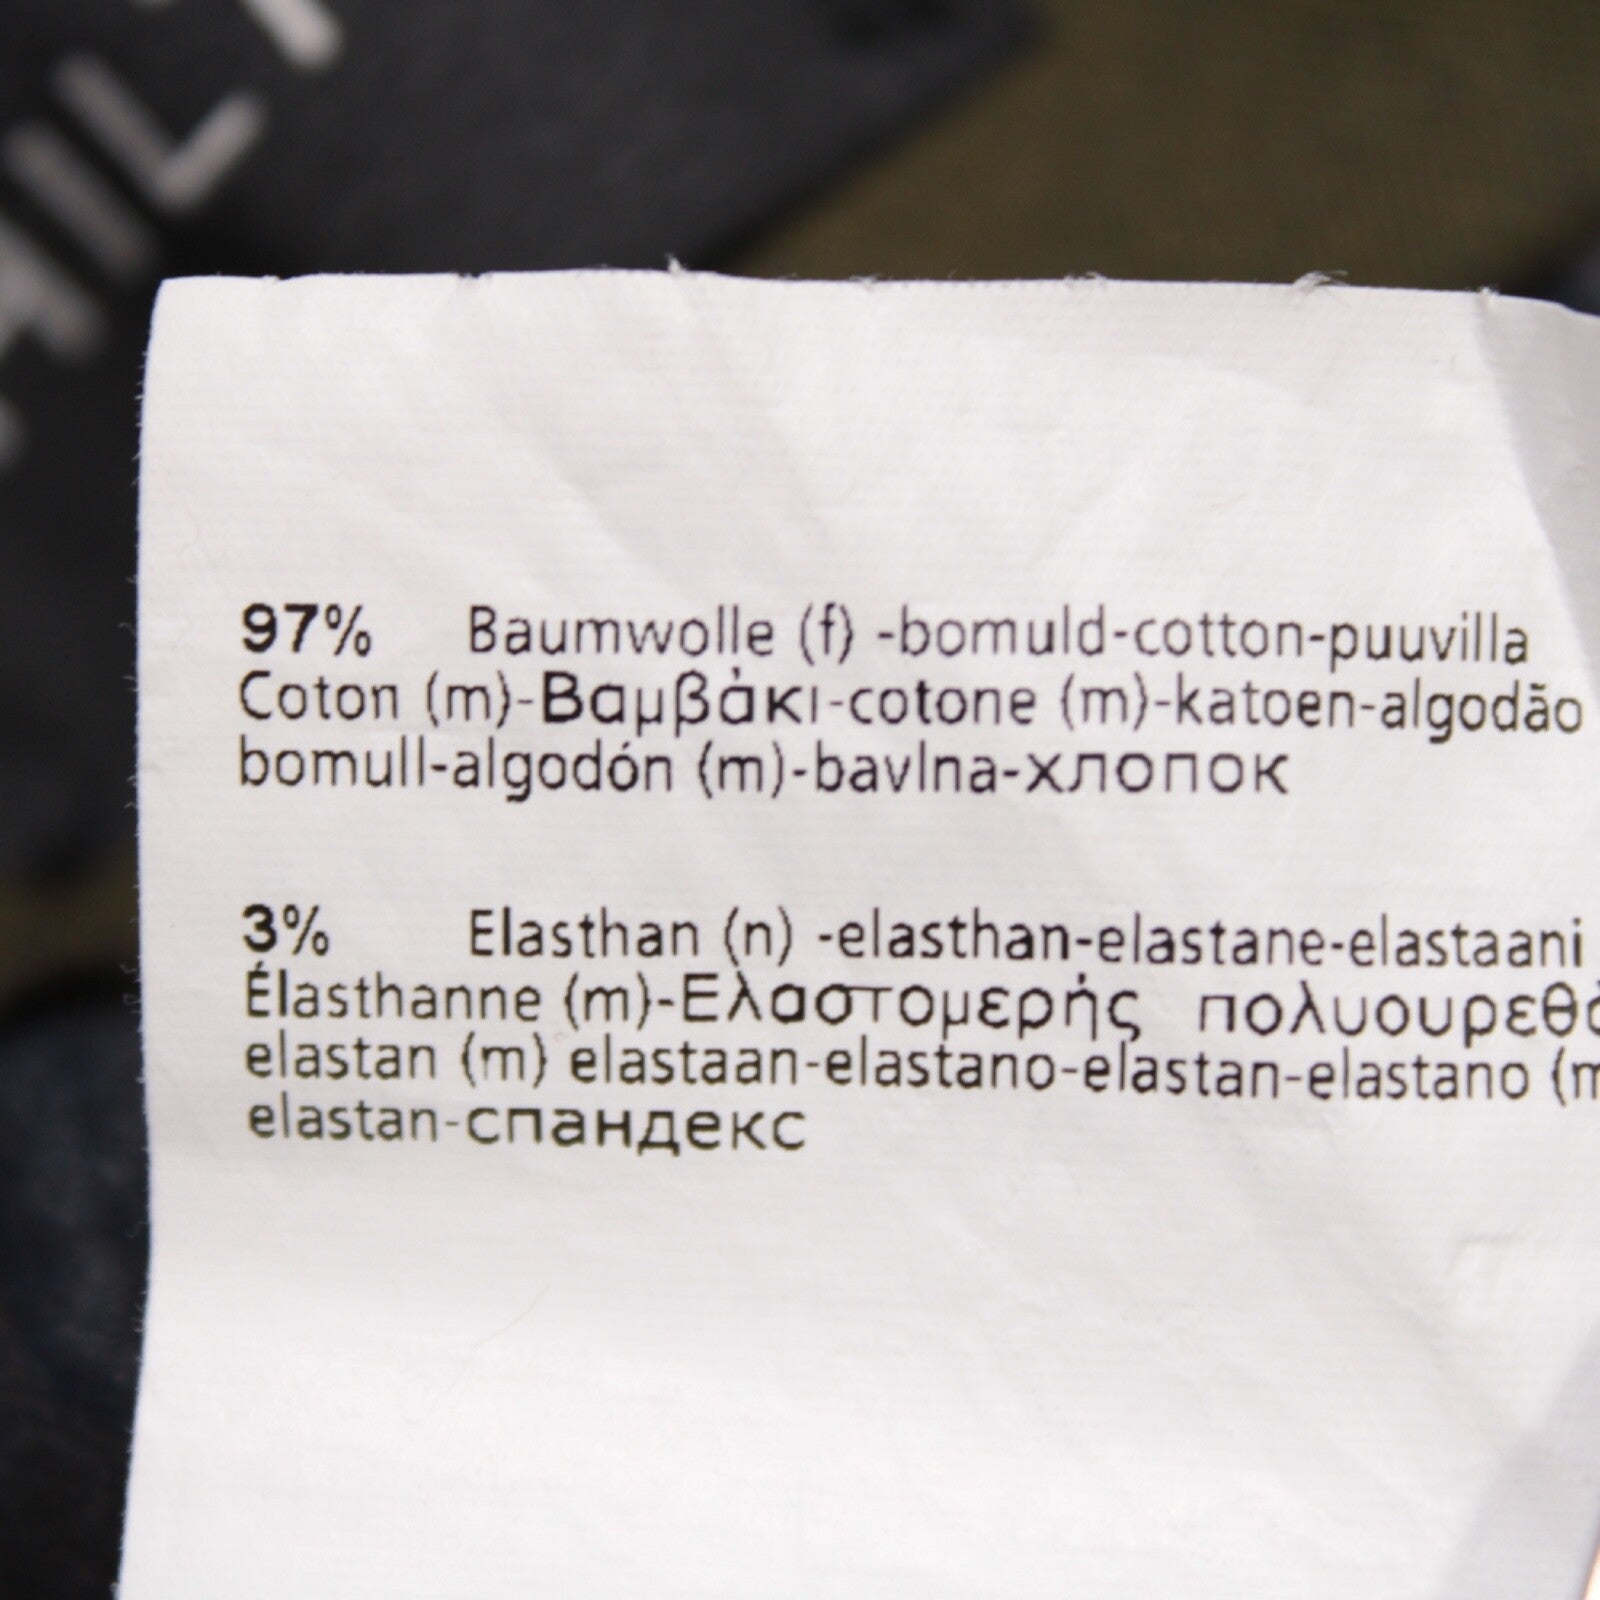 97% Baumwolle (f) -bomuld-cotton-puuvilla
Coton (m)-Βαμβάκι-cotone (m)-katoen-algodão
bomull-algodón (m)-bavlna-хлопок
3% Elasthan (n) -elasthan-elastane-elastaani
Élasthanne (m)-Ελαστομερής
elastan (m) elastaan-elastano-elastan-elastano
elastan-спандекс